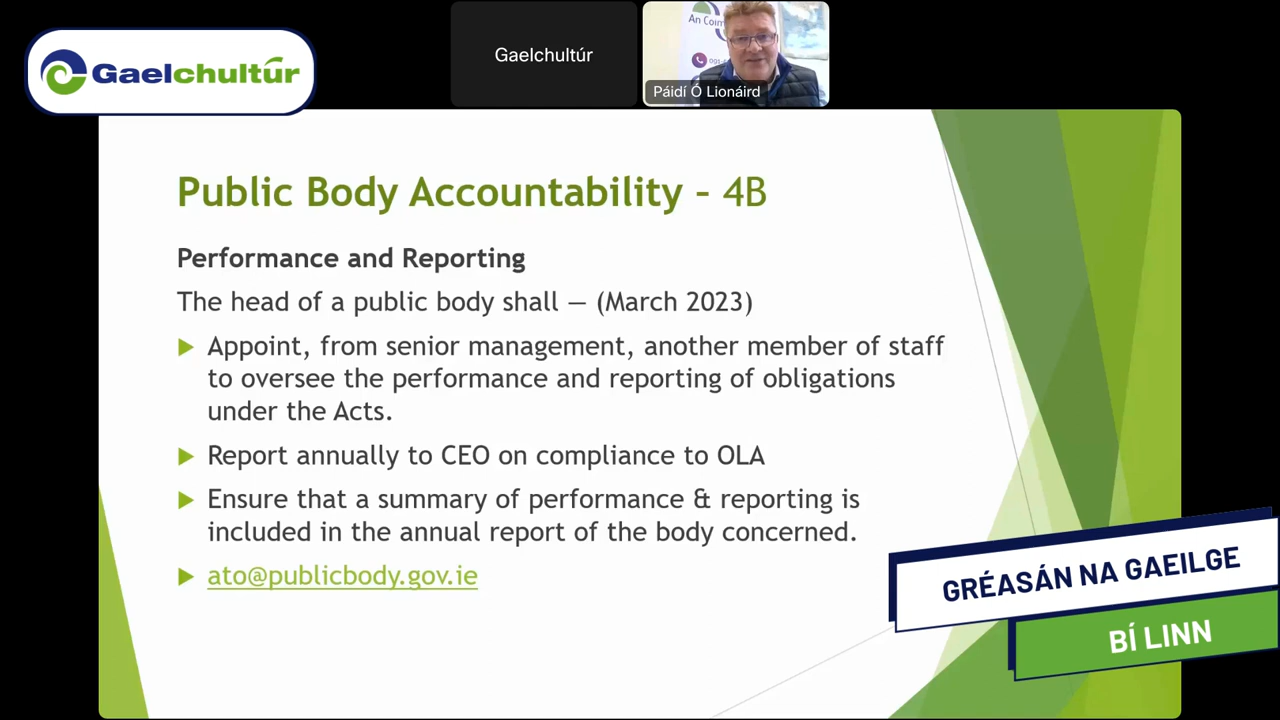 Gaelchultúr
Gaelchultúr
An Coim
091-
Páidí Ó Lionáird
Public Body Accountability – 4B
Performance and Reporting
The head of a public body shall — (March 2023)
Appoint, from senior management, another member of staff
to oversee the performance and reporting of obligations
under the Acts.
Report annually to CEO on compliance to OLA
Ensure that a summary of performance & reporting is
included in the annual report of the body concerned.
ato@publicbody.gov.ie
GRÉASÁN NA GAEILGE
BÍ LINN